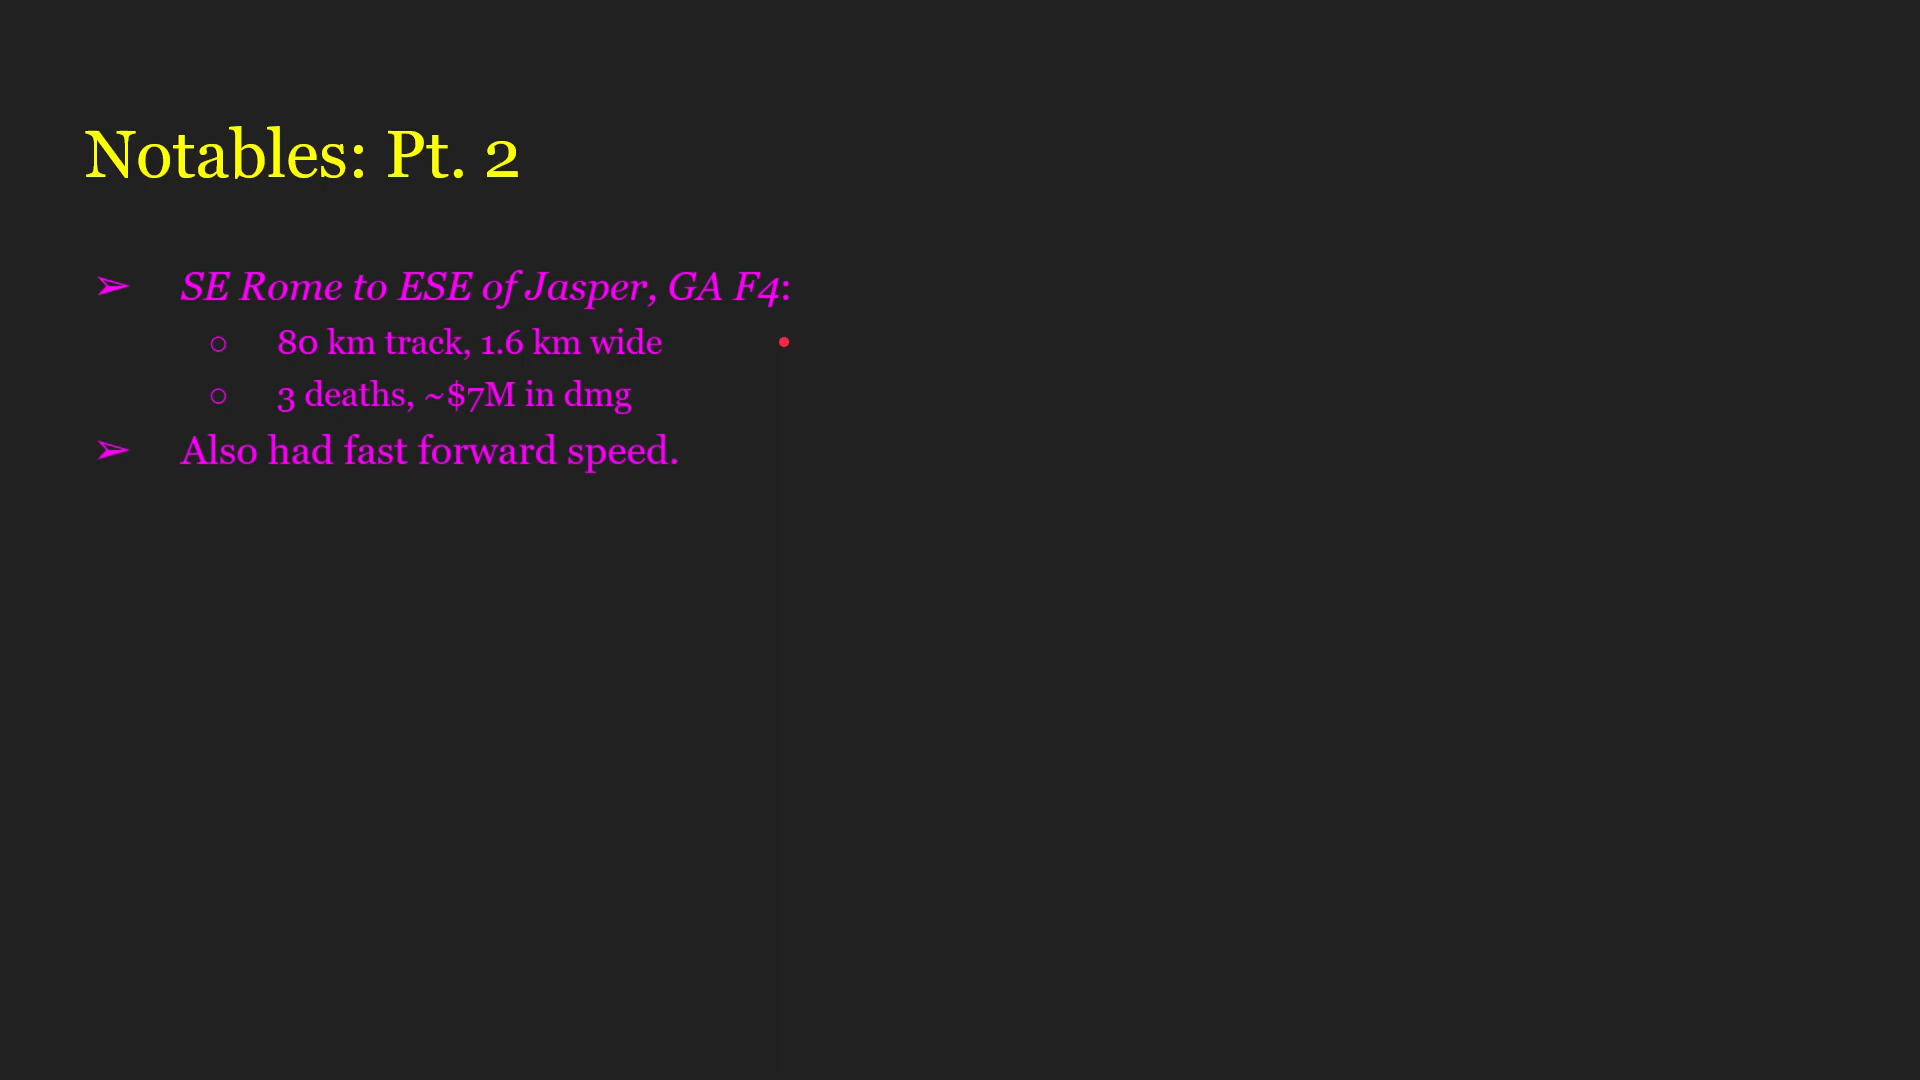 Notables: Pt. 2
➢ SE Rome to ESE of Jasper, GA F4:
○ 80 km track, 1.6 km wide
○ 3 deaths, ~$7M in dmg
➢ Also had fast forward speed.